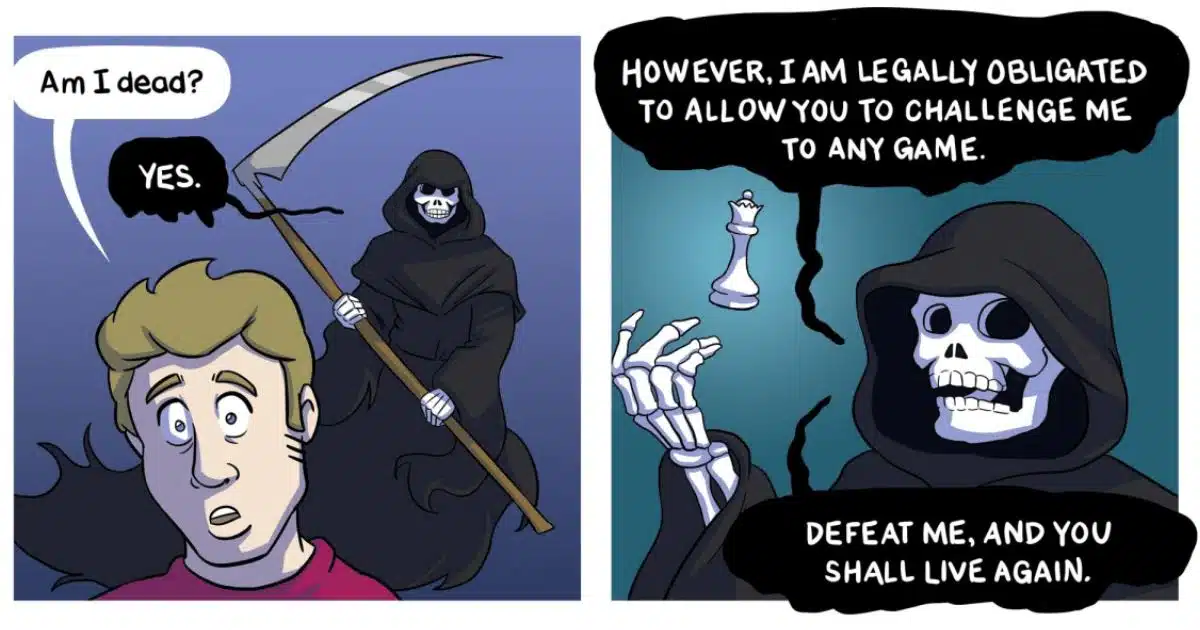 Am I dead?
YES.
HOWEVER, I AM LEGALLY OBLIGATED
TO ALLOW YOU TO CHALLENGE ME
TO ANY GAME.
DEFEAT ME, AND YOU
SHALL LIVE AGAIN.